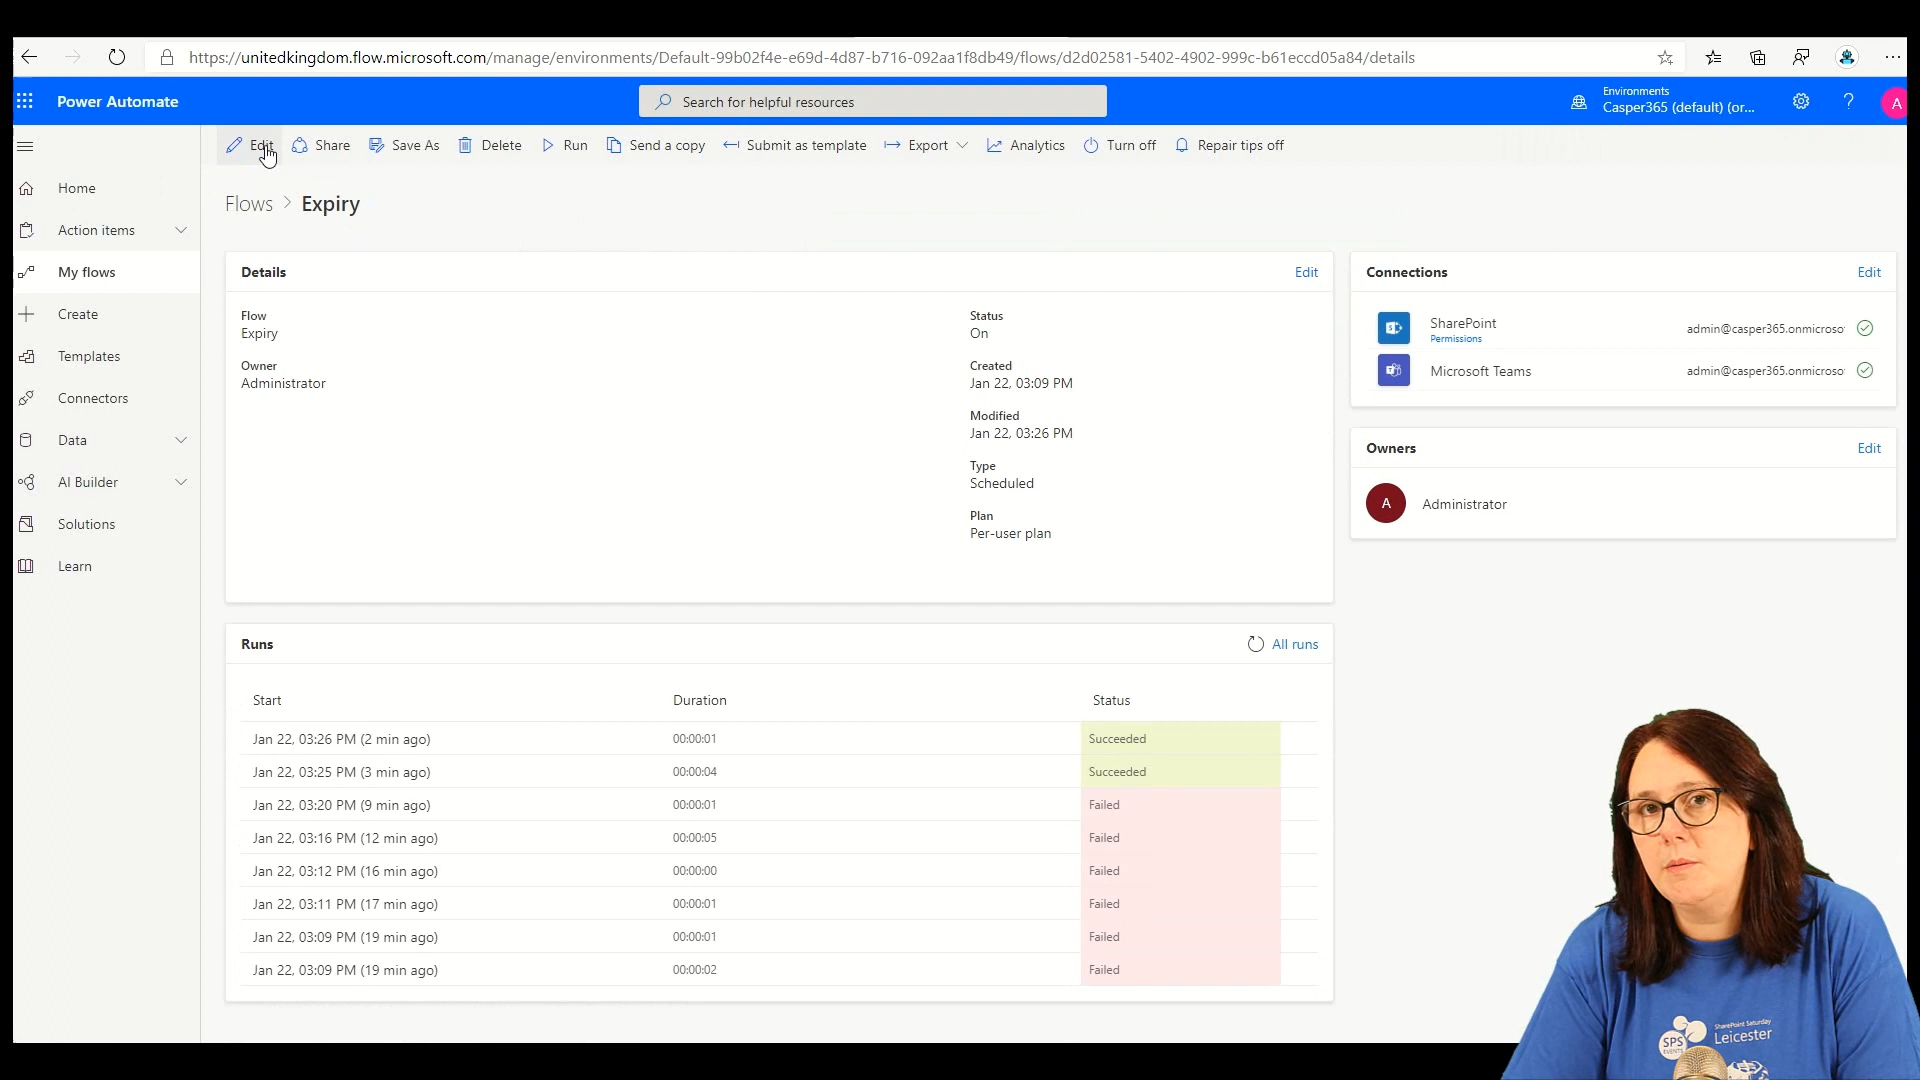 https://unitedkingdom.flow.microsoft.com/manage/environments/Default-99b02f4e-e69d-4d87-b716-092aa1f8db49/flows/d2d02581-5402-4902-999c-b61eccd05a84/details
Power Automate
Search for helpful resources
Environments
Casper365 (default) (or...
?
A
Edit
Share
Save As
Delete
Run
Send a copy
Submit as template
Export
Analytics
Turn off
Repair tips off
Home
Action items
My flows
Create
Templates
Connectors
Data
AI Builder
Solutions
Learn
Flows > Expiry
Details
Edit
Flow
Expiry
Owner
Administrator
Status
On
Created
Jan 22, 03:09 PM
Modified
Jan 22, 03:26 PM
Type
Scheduled
Plan
Per-user plan
Connections
Edit
SharePoint
Permissions
admin@casper365.onmicroso
Microsoft Teams
admin@casper365.onmicroso
Owners
Edit
A
Administrator
Runs
All runs
Start Duration Status
Jan 22, 03:26 PM (2 min ago) 00:00:01 Succeeded
Jan 22, 03:25 PM (3 min ago) 00:00:04 Succeeded
Jan 22, 03:20 PM (9 min ago) 00:00:01 Failed
Jan 22, 03:16 PM (12 min ago) 00:00:05 Failed
Jan 22, 03:12 PM (16 min ago) 00:00:00 Failed
Jan 22, 03:11 PM (17 min ago) 00:00:01 Failed
Jan 22, 03:09 PM (19 min ago) 00:00:01 Failed
Jan 22, 03:09 PM (19 min ago) 00:00:02 Failed
SPS
EVENTS
SharePoint Saturday
Leicester